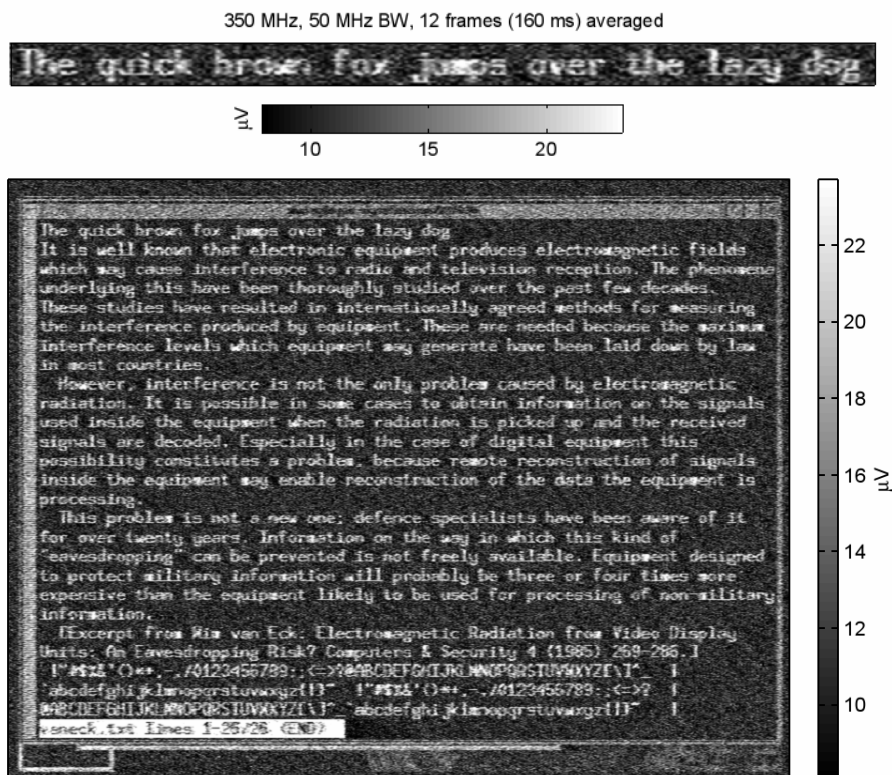 350 MHz, 50 MHz BW, 12 frames (160 ms) averaged
The quick brown fox jumps over the lazy dog
µV
10 15 20
The quick brown fox jumps over the lazy dog
It is well known that electronic equipment produces electromagnetic fields
which may cause interference to radio and television reception. The phenomena
underlying this have been thoroughly studied over the past few decades.
These studies have resulted in internationally agreed methods for measuring
the interference produced by equipment. These are needed because the maximum
interference levels which equipment may generate have been laid down by law
in most countries.
However, interference is not the only problem caused by electromagnetic
radiation. It is possible in some cases to obtain information on the signals
used inside the equipment when the radiation is picked up and the received
signals are decoded. Especially in the case of digital equipment this
possibility constitutes a problem, because remote reconstruction of signals
inside the equipment may enable reconstruction of the data the equipment is
processing.
This problem is not a new one; defence specialists have been aware of it
for over twenty years. Information on the way in which this kind of
"eavesdropping" can be prevented is not freely available. Equipment designed
to protect military information will probably be three or four times more
expensive than the equipment likely to be used for processing of non-military
information.
[Excerpt from Wim van Eck: Electromagnetic Radiation from Video Display
Units: An Eavesdropping Risk? Computers & Security 4 (1985) 269-286.]
!"#$%&'()*+,-./0123456789:;<=>?@ABCDEFGHIJKLMNOPQRSTUVWXYZ[\]^_ |
`abcdefghijklmnopqrstuvwxyz{|}~ !"#$%&'()*+,-./0123456789:;<=>? |
@ABCDEFGHIJKLMNOPQRSTUVWXYZ[\]^_`abcdefghijklmnopqrstuvwxyz{|}~ |
vaneck.txt lines 1-26/26 (END)
22
20
18
16
µV
14
12
10